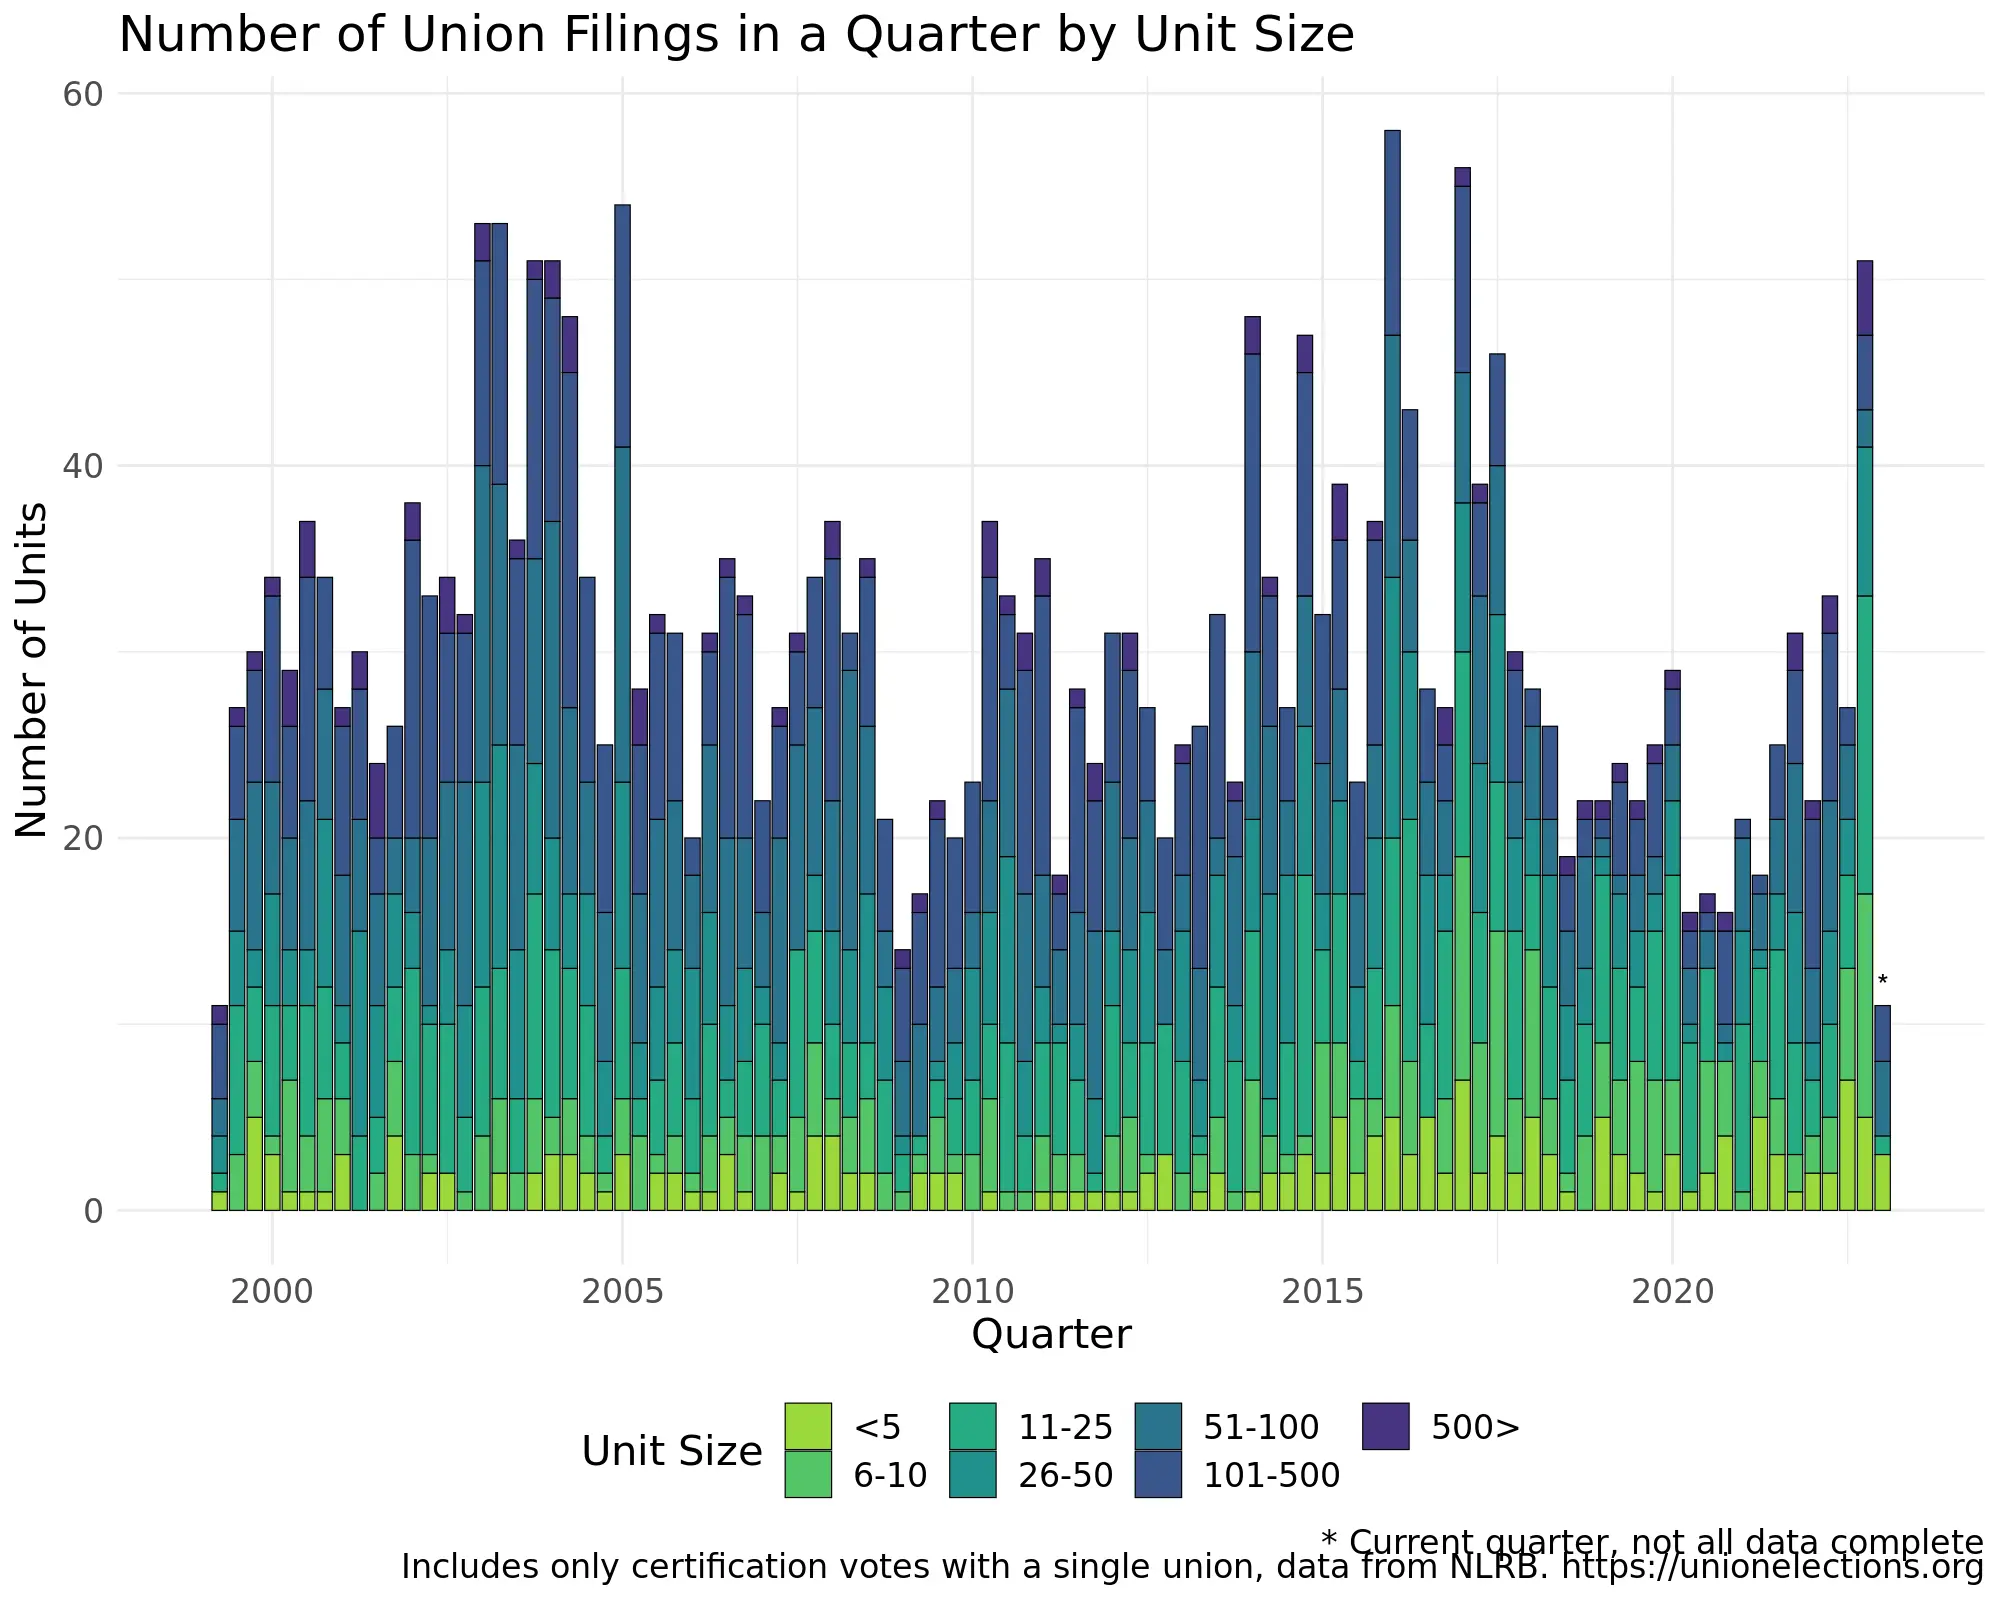 Number of Union Filings in a Quarter by Unit Size
60
40
20
0
Number of Units
*
2000 2005 2010 2015 2020
Quarter
Unit Size
<5 11-25 51-100 500>
6-10 26-50 101-500
* Current quarter, not all data complete
Includes only certification votes with a single union, data from NLRB. https://unionelections.org